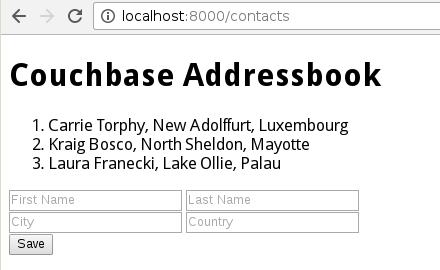 localhost:8000/contacts
Couchbase Addressbook
1. Carrie Torphy, New Adolffurt, Luxembourg
2. Kraig Bosco, North Sheldon, Mayotte
3. Laura Franecki, Lake Ollie, Palau
First Name Last Name
City Country
Save